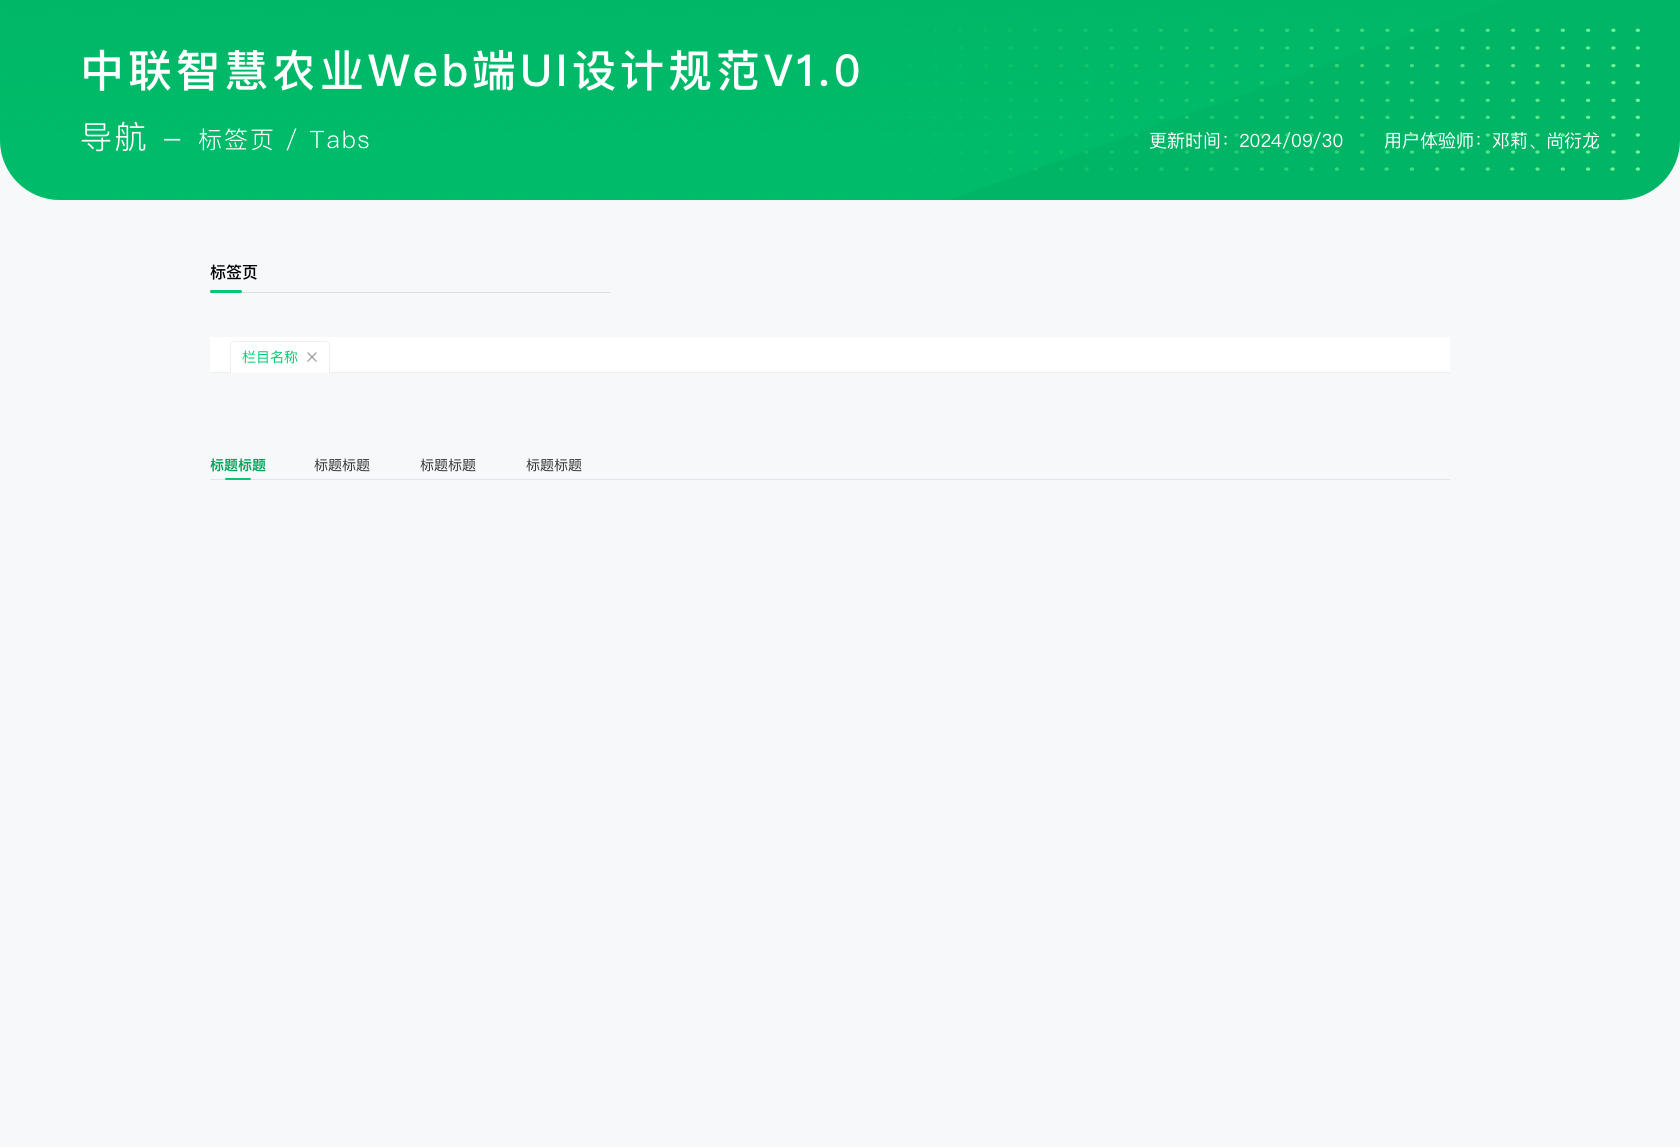 中联智慧农业Web端UI设计规范V1.0
导航 – 标签页 / Tabs
更新时间：2024/09/30 用户体验师：邓莉、尚衍龙
标签页
栏目名称
标题标题 标题标题 标题标题 标题标题